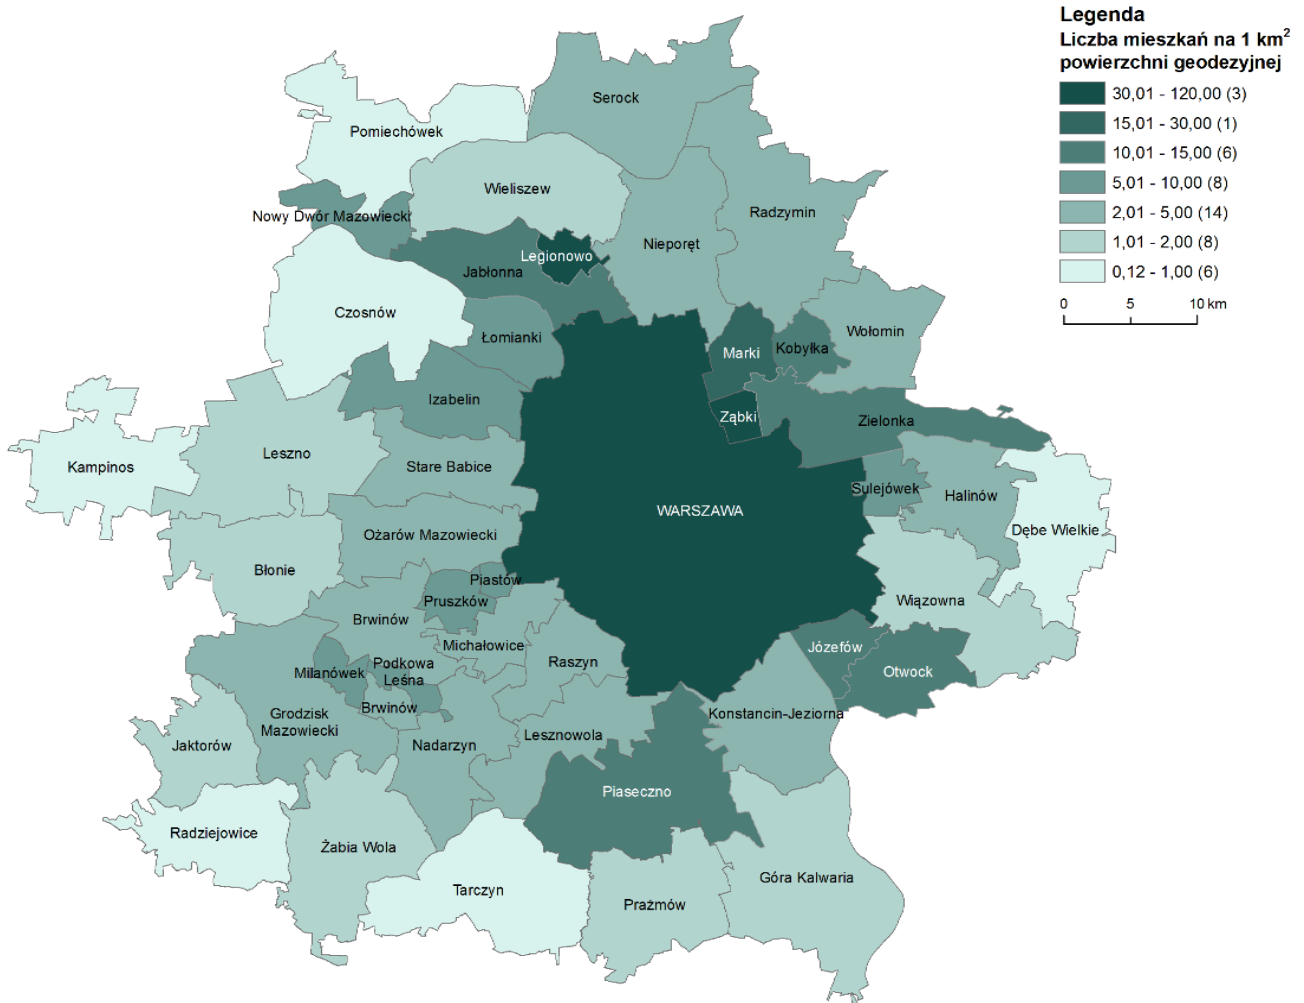 Legenda
Liczba mieszkań na 1 km²
powierzchni geodezyjnej
30,01 - 120,00 (3)
15,01 - 30,00 (1)
10,01 - 15,00 (6)
5,01 - 10,00 (8)
2,01 - 5,00 (14)
1,01 - 2,00 (8)
0,12 - 1,00 (6)
0 5 10 km
Serock
Pomiechówek
Wieliszew
Nowy Dwór Mazowiecki
Radzymin
Nieporęt
Legionowo
Jabłonna
Czosnów
Łomianki
Wołomin
Marki
Kobyłka
Izabelin
Ząbki
Zielonka
Leszno
Kampinos
Stare Babice
Sulejówek
Halinów
WARSZAWA
Dębe Wielkie
Ożarów Mazowiecki
Błonie
Piastów
Pruszków
Wiązowna
Brwinów
Michałowice
Józefów
Raszyn
Podkowa
Leśna
Milanówek
Otwock
Brwinów
Konstancin-Jeziorna
Grodzisk
Mazowiecki
Lesznowola
Jaktorów
Nadarzyn
Piaseczno
Radziejowice
Żabia Wola
Góra Kalwaria
Tarczyn
Prażmów